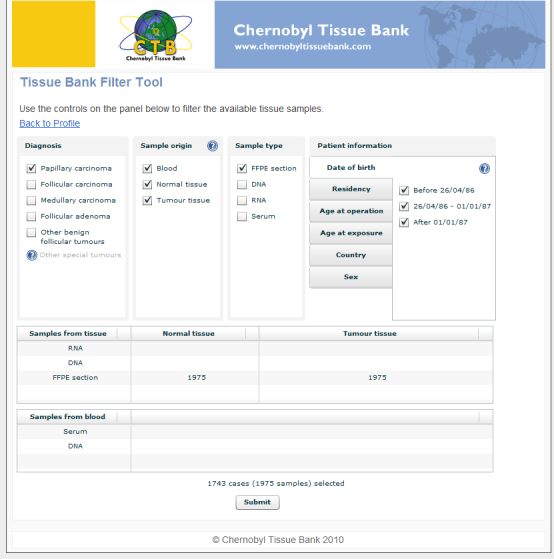 CTB
Chernobyl Tissue Bank
Chernobyl Tissue Bank
www.chernobyltissuebank.com
Tissue Bank Filter Tool
Use the controls on the panel below to filter the available tissue samples.
Back to Profile
Diagnosis
Papillary carcinoma
Follicular carcinoma
Medullary carcinoma
Follicular adenoma
Other benign
follicular tumours
? Other special tumours
Sample origin ?
Blood
Normal tissue
Tumour tissue
Sample type
FFPE section
DNA
RNA
Serum
Patient information
Date of birth ?
Residency
Age at operation
Age at exposure
Country
Sex
Before 26/04/86
26/04/86 - 01/01/87
After 01/01/87
Samples from tissue Normal tissue Tumour tissue
RNA
DNA
FFPE section 1975 1975
Samples from blood
Serum
DNA
1743 cases (1975 samples) selected
Submit
© Chernobyl Tissue Bank 2010